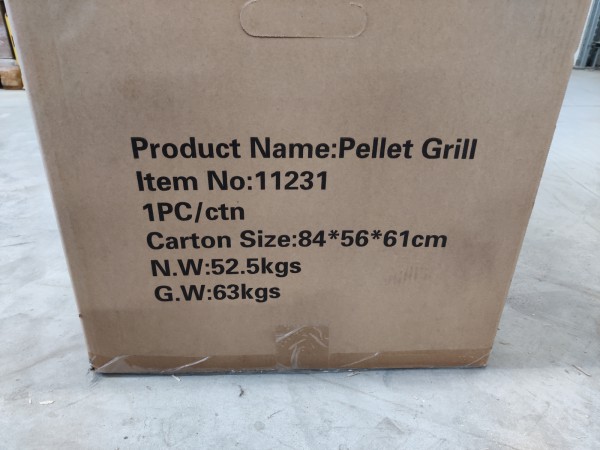 Product Name:Pellet Grill
Item No:11231
1PC/ctn
Carton Size:84*56*61cm
N.W:52.5kgs
G.W:63kgs